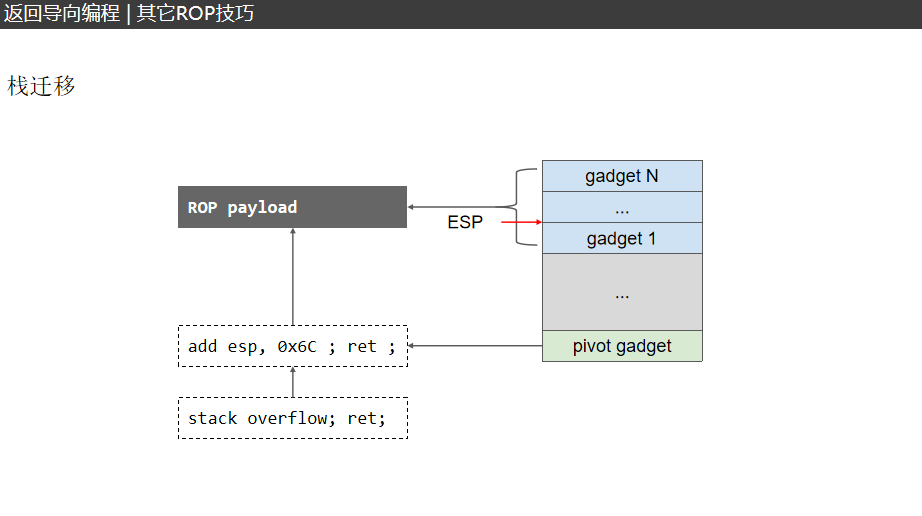 返回导向编程 | 其它ROP技巧
栈迁移
ROP payload
add esp, 0x6C ; ret ;
stack overflow; ret;
ESP
gadget N
...
gadget 1
...
pivot gadget